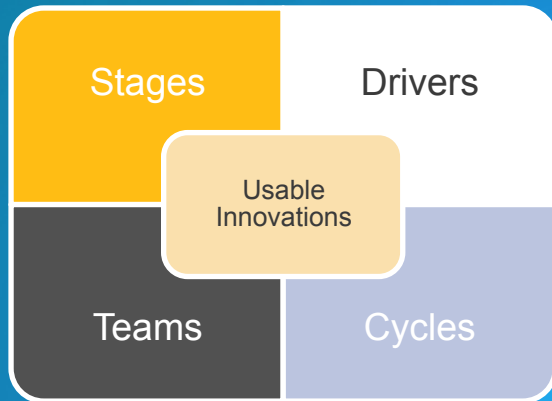 Stages
Drivers
Usable
Innovations
Teams
Cycles